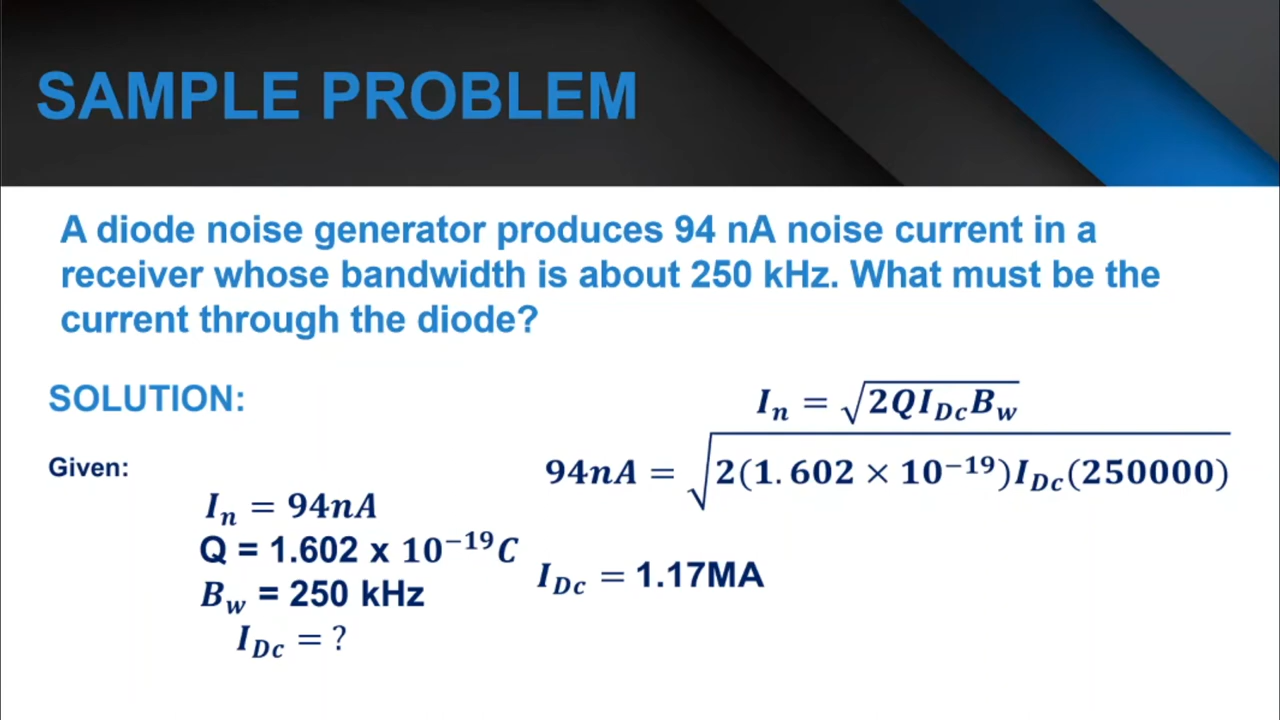 SAMPLE PROBLEM
A diode noise generator produces 94 nA noise current in a
receiver whose bandwidth is about 250 kHz. What must be the
current through the diode?
SOLUTION:
Given:
Iₙ = 94nA
Q = 1.602 x 10⁻¹⁹C
B_w = 250 kHz
I_Dc = ?
Iₙ = √(2QI_DcB_w)
94nA = √(2(1.602 × 10⁻¹⁹)I_Dc(250000))
I_Dc = 1.17MA